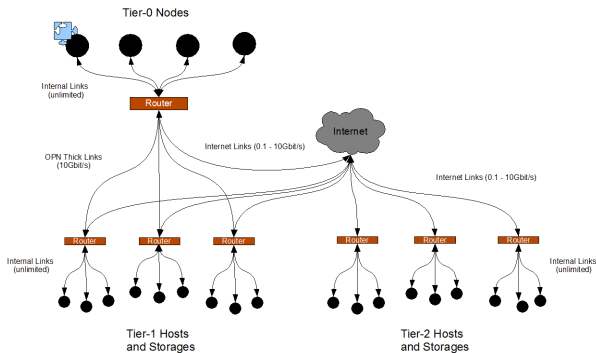 Tier-0 Nodes
Internal Links
(unlimited)
Router
Internet Links (0.1 - 10Gbit/s)
Internet
OPN Thick Links
(10Gbit/s)
Internet Links (0.1 - 10Gbit/s)
Router
Router
Router
Router
Router
Router
Internal Links
(unlimited)
Internal Links
(unlimited)
Tier-1 Hosts
and Storages
Tier-2 Hosts
and Storages